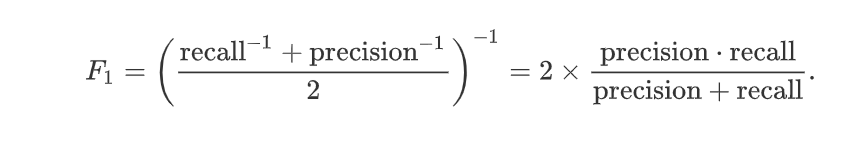 F₁ = ( (recall⁻¹ + precision⁻¹) / 2 )⁻¹ = 2 × (precision · recall) / (precision + recall).